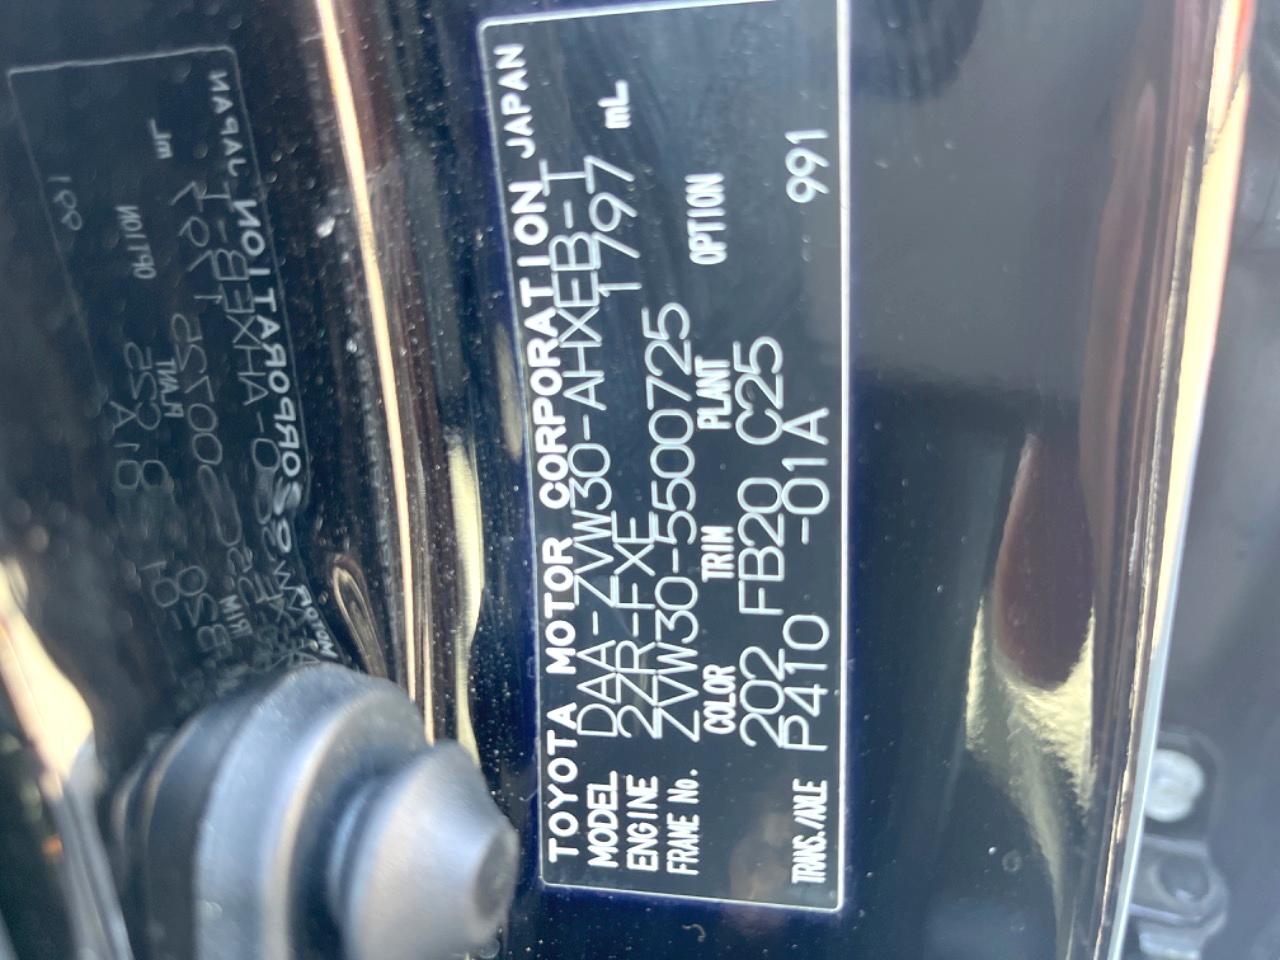 TOYOTA MOTOR CORPORATION JAPAN
MODEL DAA-ZVW30-AHXEB-I
ENGINE 2ZR-FXE 1797 mL
FRAME No. ZVW30-5500725
COLOR TRIM PLANT OPTION
202 FB20 C25
TRANS./AXLE P410 -01A 991